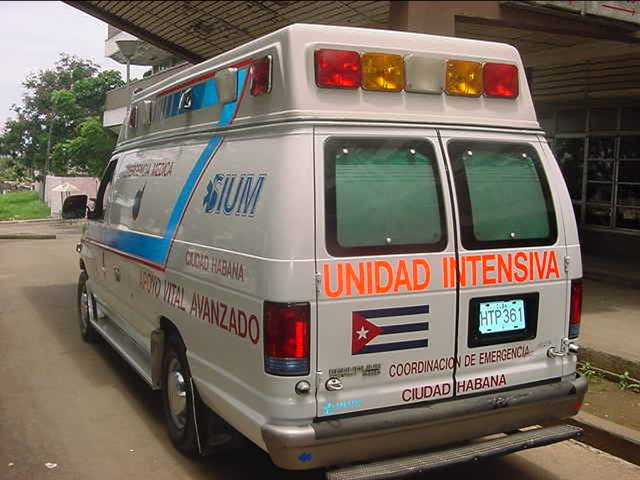 EMERGENCIA MEDICA
SIUM
CIUDAD HABANA
APOYO VITAL AVANZADO
UNIDAD INTENSIVA
HTP361
COORDINACION DE EMERGENCIA
CIUDAD HABANA